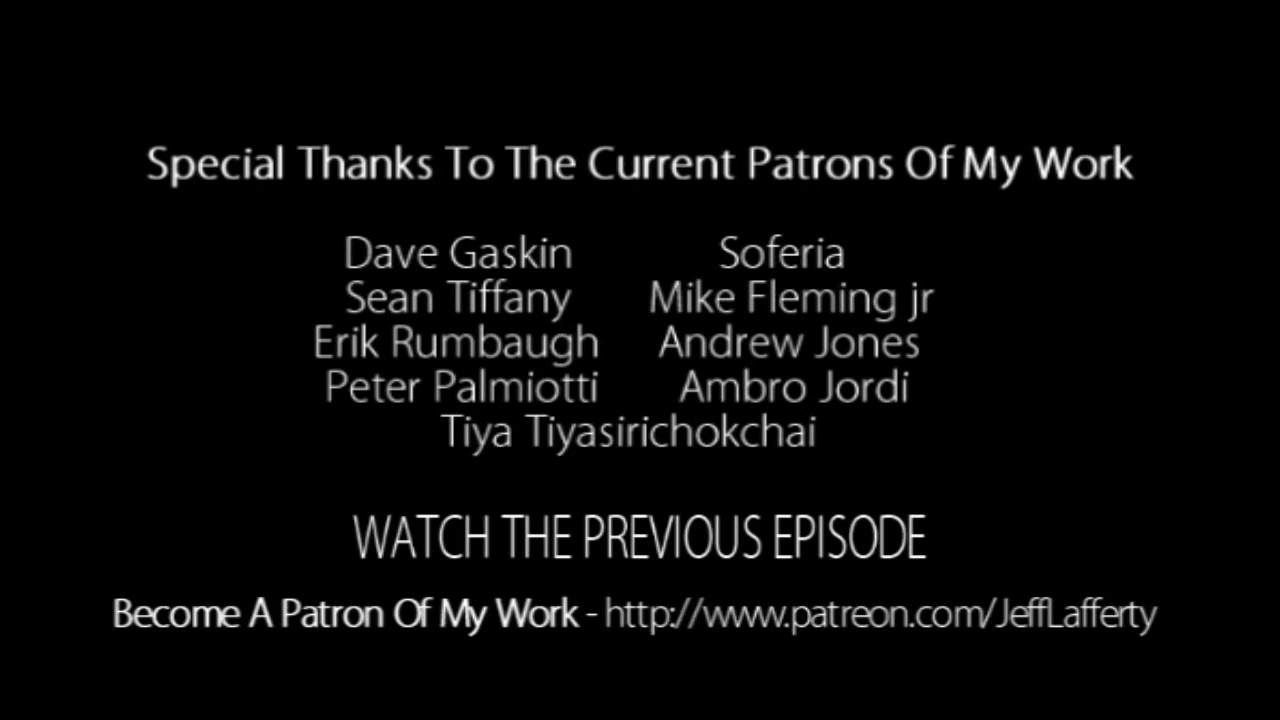 Special Thanks To The Current Patrons Of My Work
Dave Gaskin Soferia
Sean Tiffany Mike Fleming jr
Erik Rumbaugh Andrew Jones
Peter Palmiotti Ambro Jordi
Tiya Tiyasirichokchai
WATCH THE PREVIOUS EPISODE
Become A Patron Of My Work - http://www.patreon.com/JeffLafferty